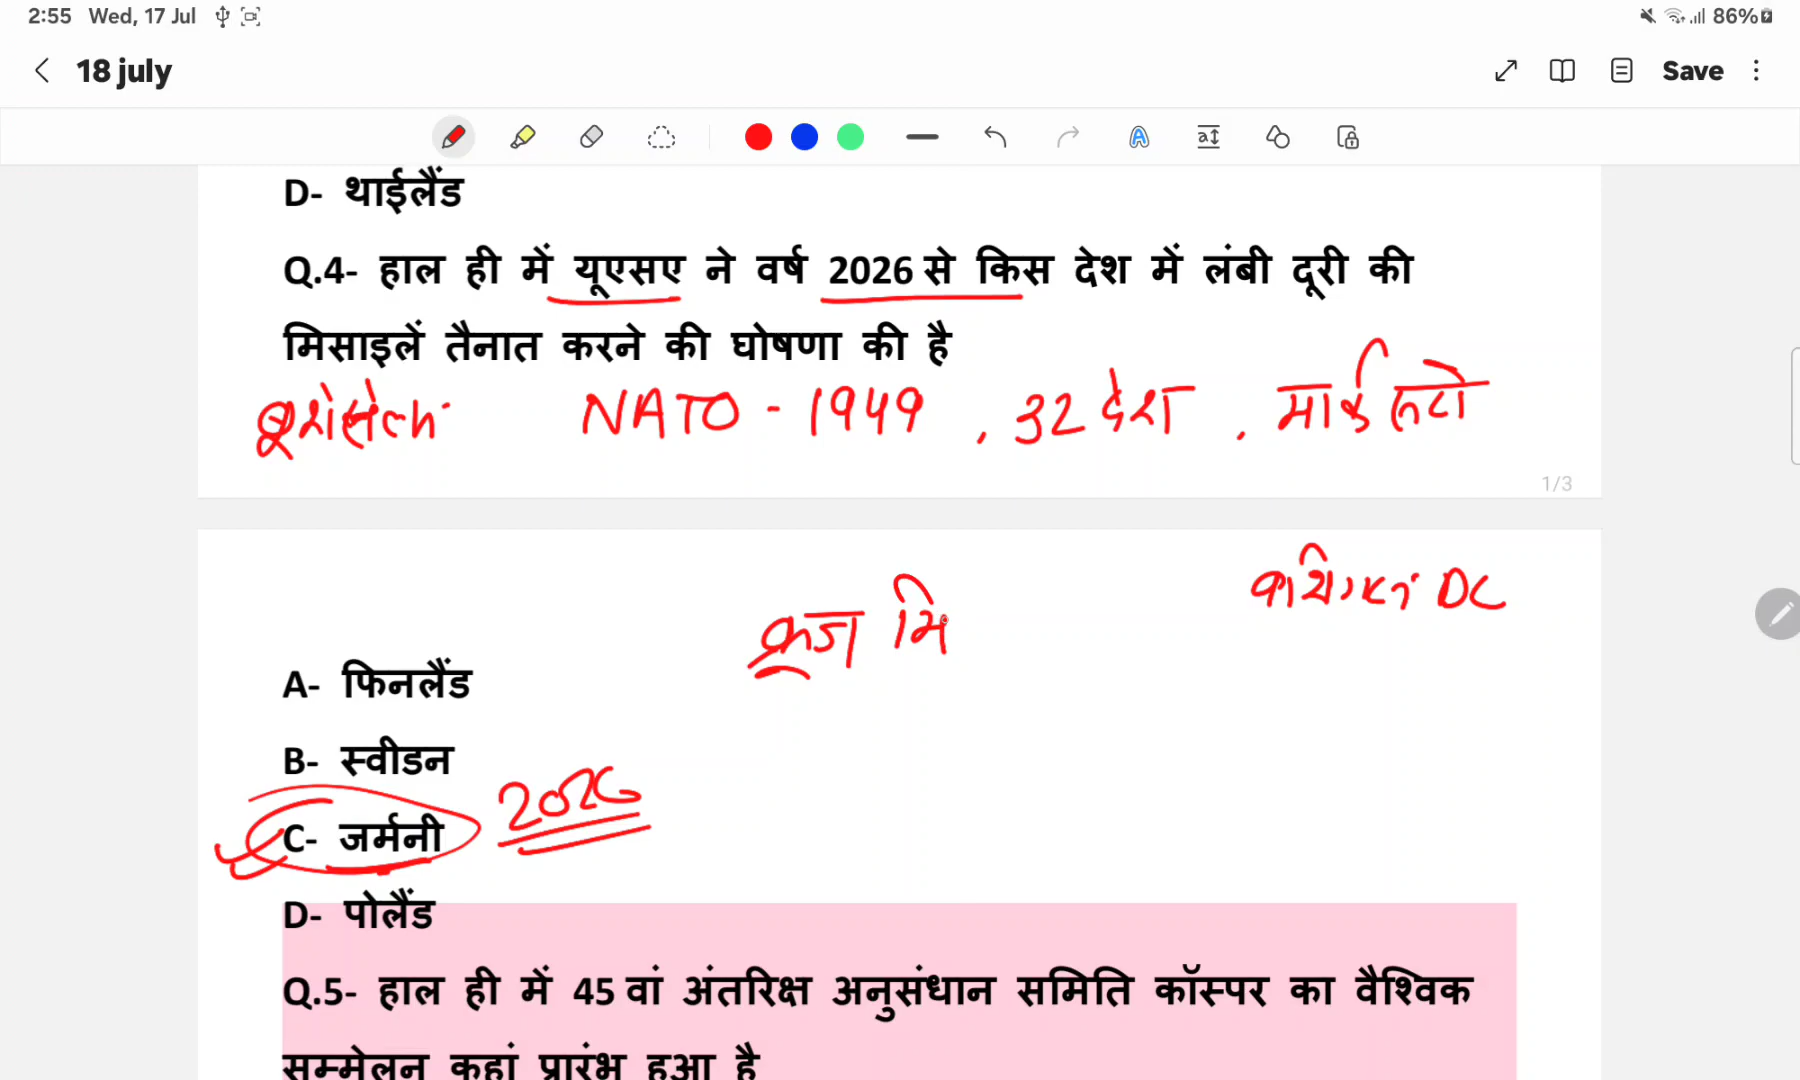 2:55 Wed, 17 Jul 86%
18 july Save
D- थाईलैंड
Q.4- हाल ही में यूएसए ने वर्ष 2026 से किस देश में लंबी दूरी की
मिसाइलें तैनात करने की घोषणा की है
NATO - 1949 , 32 देश , मार्क रूटो
1/3
DC
क्रूज मि
A- फिनलैंड
B- स्वीडन
C- जर्मनी 2026
D- पोलैंड
Q.5- हाल ही में 45 वां अंतरिक्ष अनुसंधान समिति कॉस्पर का वैश्विक
सम्मेलन कहां प्रारंभ हुआ है